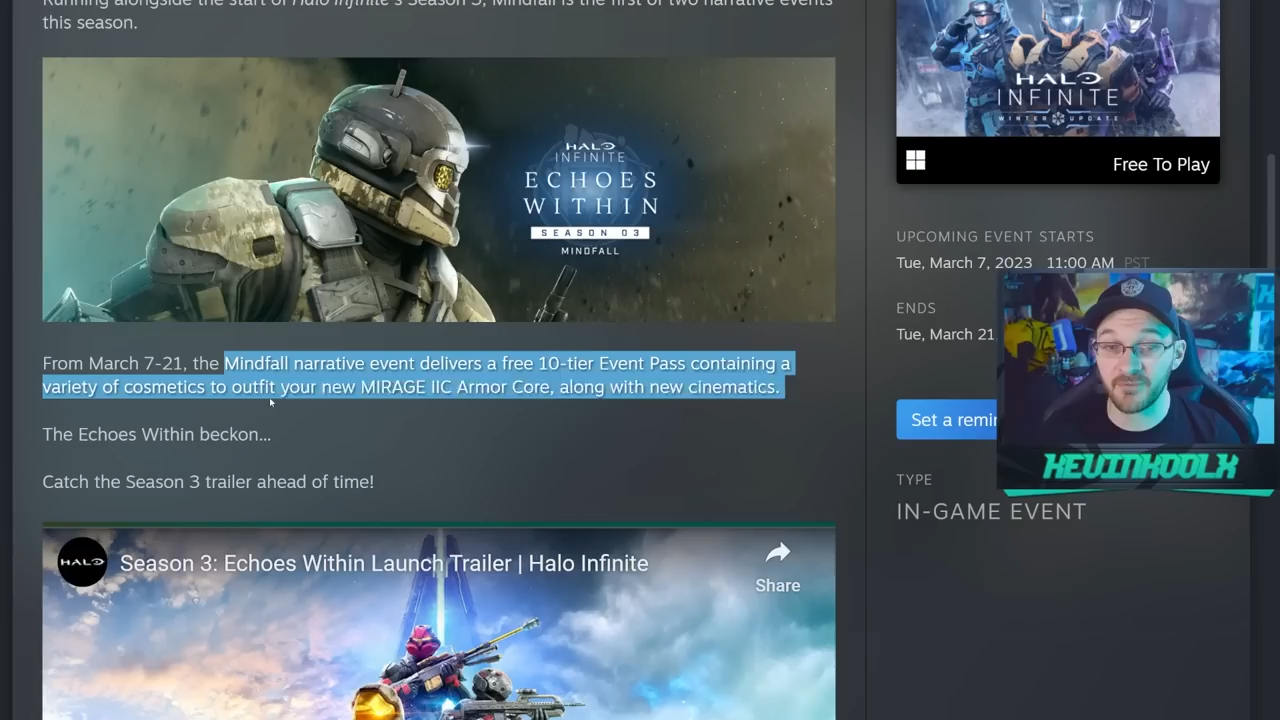 Running alongside the start of Halo Infinite's Season 3, Mindfall is the first of two narrative events
this season.
HALO
INFINITE
ECHOES
WITHIN
SEASON 03
MINDFALL
From March 7-21, the Mindfall narrative event delivers a free 10-tier Event Pass containing a
variety of cosmetics to outfit your new MIRAGE IIC Armor Core, along with new cinematics.
The Echoes Within beckon...
Catch the Season 3 trailer ahead of time!
HALO
Season 3: Echoes Within Launch Trailer | Halo Infinite
Share
HALO
INFINITE
WINTER UPDATE
Free To Play
UPCOMING EVENT STARTS
Tue, March 7, 2023 11:00 AM PST
ENDS
Tue, March 21
Set a remin
KEVINKOOLX
TYPE
IN-GAME EVENT